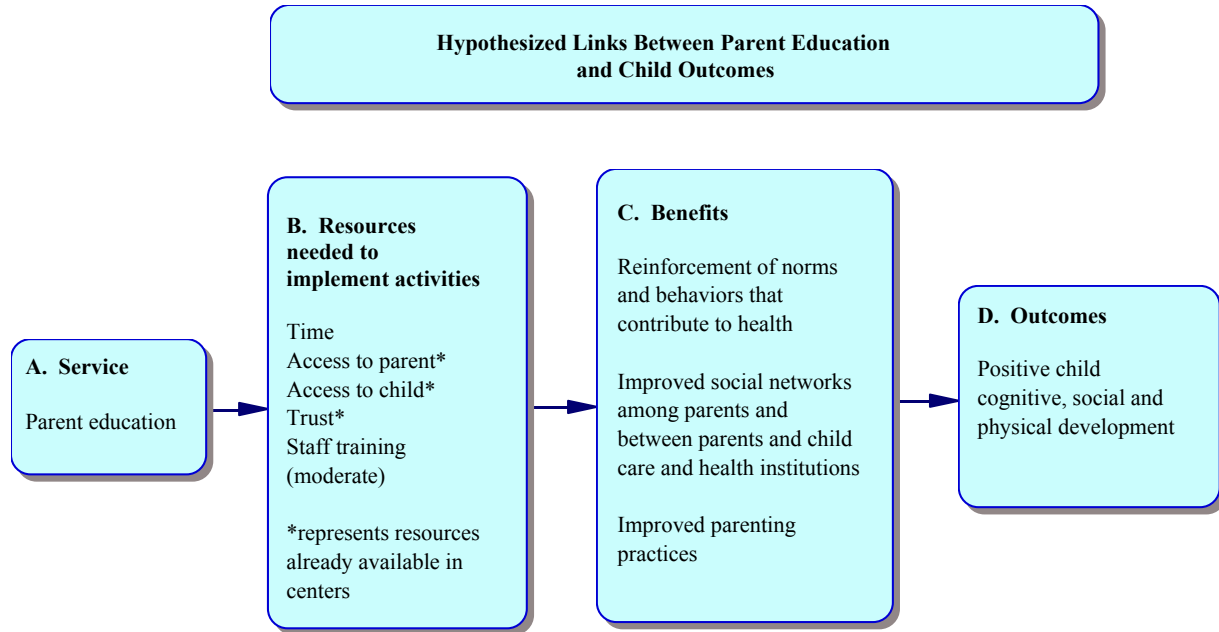 Hypothesized Links Between Parent Education
and Child Outcomes
A. Service
Parent education
B. Resources
needed to
implement activities
Time
Access to parent*
Access to child*
Trust*
Staff training
(moderate)
*represents resources
already available in
centers
C. Benefits
Reinforcement of norms
and behaviors that
contribute to health
Improved social networks
among parents and
between parents and child
care and health institutions
Improved parenting
practices
D. Outcomes
Positive child
cognitive, social and
physical development